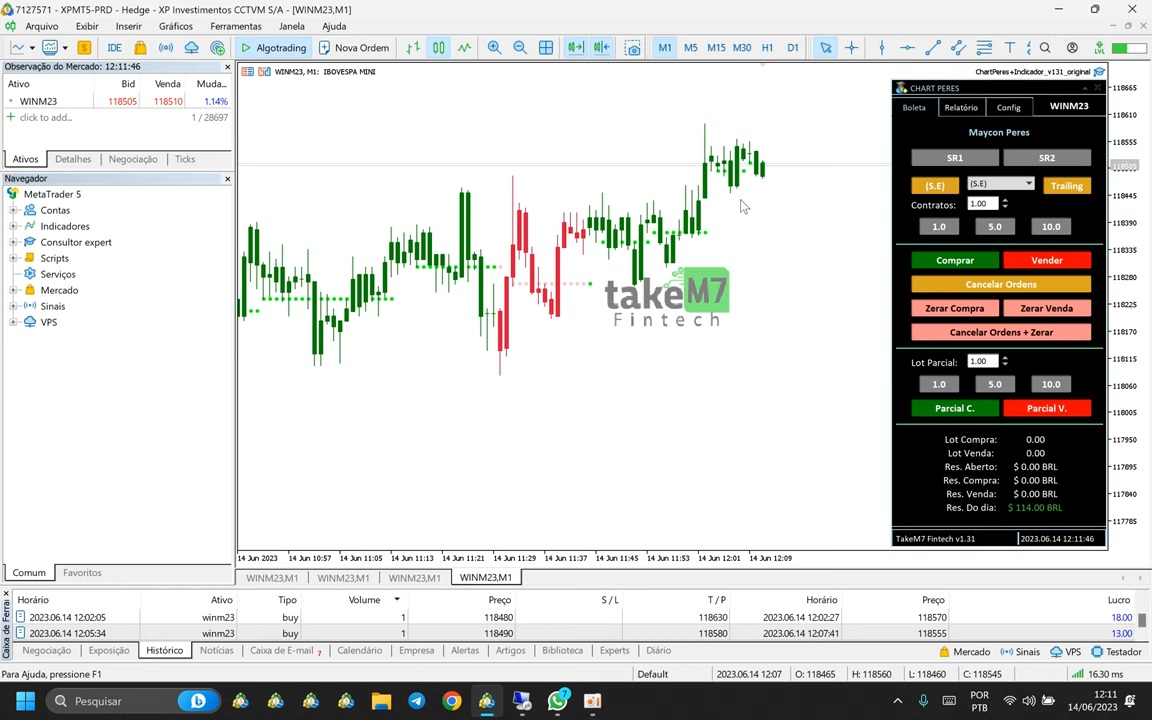 7127571 - XPMT5-PRD - Hedge - XP Investimentos CCTVM S/A - [WINM23,M1]
Arquivo Exibir Inserir Gráficos Ferramentas Janela Ajuda
IDE Algotrading Nova Ordem M1 M5 M15 M30 H1 D1
Observação do Mercado: 12:11:46
Ativo Bid Venda Muda...
WINM23 118505 118510 1.14%
click to add... 1 / 28697
Ativos Detalhes Negociação Ticks
Navegador
MetaTrader 5
Contas
Indicadores
Consultor expert
Scripts
Serviços
Mercado
Sinais
VPS
Comum Favoritos
WINM23, M1: IBOVESPA MINI
ChartPeres+Indicador_v131_original
takeM7
Fintech
CHART PERES
Boleta Relatório Config WINM23
Maycon Peres
SR1 SR2
(S.E) (S.E) Trailing
Contratos: 1.00
1.0 5.0 10.0
Comprar Vender
Cancelar Ordens
Zerar Compra Zerar Venda
Cancelar Ordens + Zerar
Lot Parcial: 1.00
1.0 5.0 10.0
Parcial C. Parcial V.
Lot Compra: 0.00
Lot Venda: 0.00
Res. Aberto: $ 0.00 BRL
Res. Compra: $ 0.00 BRL
Res. Venda: $ 0.00 BRL
Res. Do dia: $ 114.00 BRL
TakeM7 Fintech v1.31 2023.06.14 12:11:46
118665
118610
118555
118505
118445
118390
118335
118280
118225
118170
118115
118060
118005
117950
117895
117840
117785
14 Jun 2023 14 Jun 10:57 14 Jun 11:05 14 Jun 11:13 14 Jun 11:21 14 Jun 11:29 14 Jun 11:37 14 Jun 11:45 14 Jun 11:53 14 Jun 12:01 14 Jun 12:09
WINM23,M1 WINM23,M1 WINM23,M1 WINM23,M1
Horário Ativo Tipo Volume Preço S / L T / P Horário Preço Lucro
2023.06.14 12:02:05 winm23 buy 1 118480 118630 2023.06.14 12:02:27 118570 18.00
2023.06.14 12:05:34 winm23 buy 1 118490 118580 2023.06.14 12:07:41 118555 13.00
Negociação Exposição Histórico Notícias Caixa de E-mail 7 Calendário Empresa Alertas Artigos Biblioteca Experts Diário
Mercado Sinais VPS Testador
Para Ajuda, pressione F1 Default 2023.06.14 12:07 O: 118465 H: 118560 L: 118460 C: 118545 16.30 ms
Pesquisar 7 POR
PTB 12:11
14/06/2023